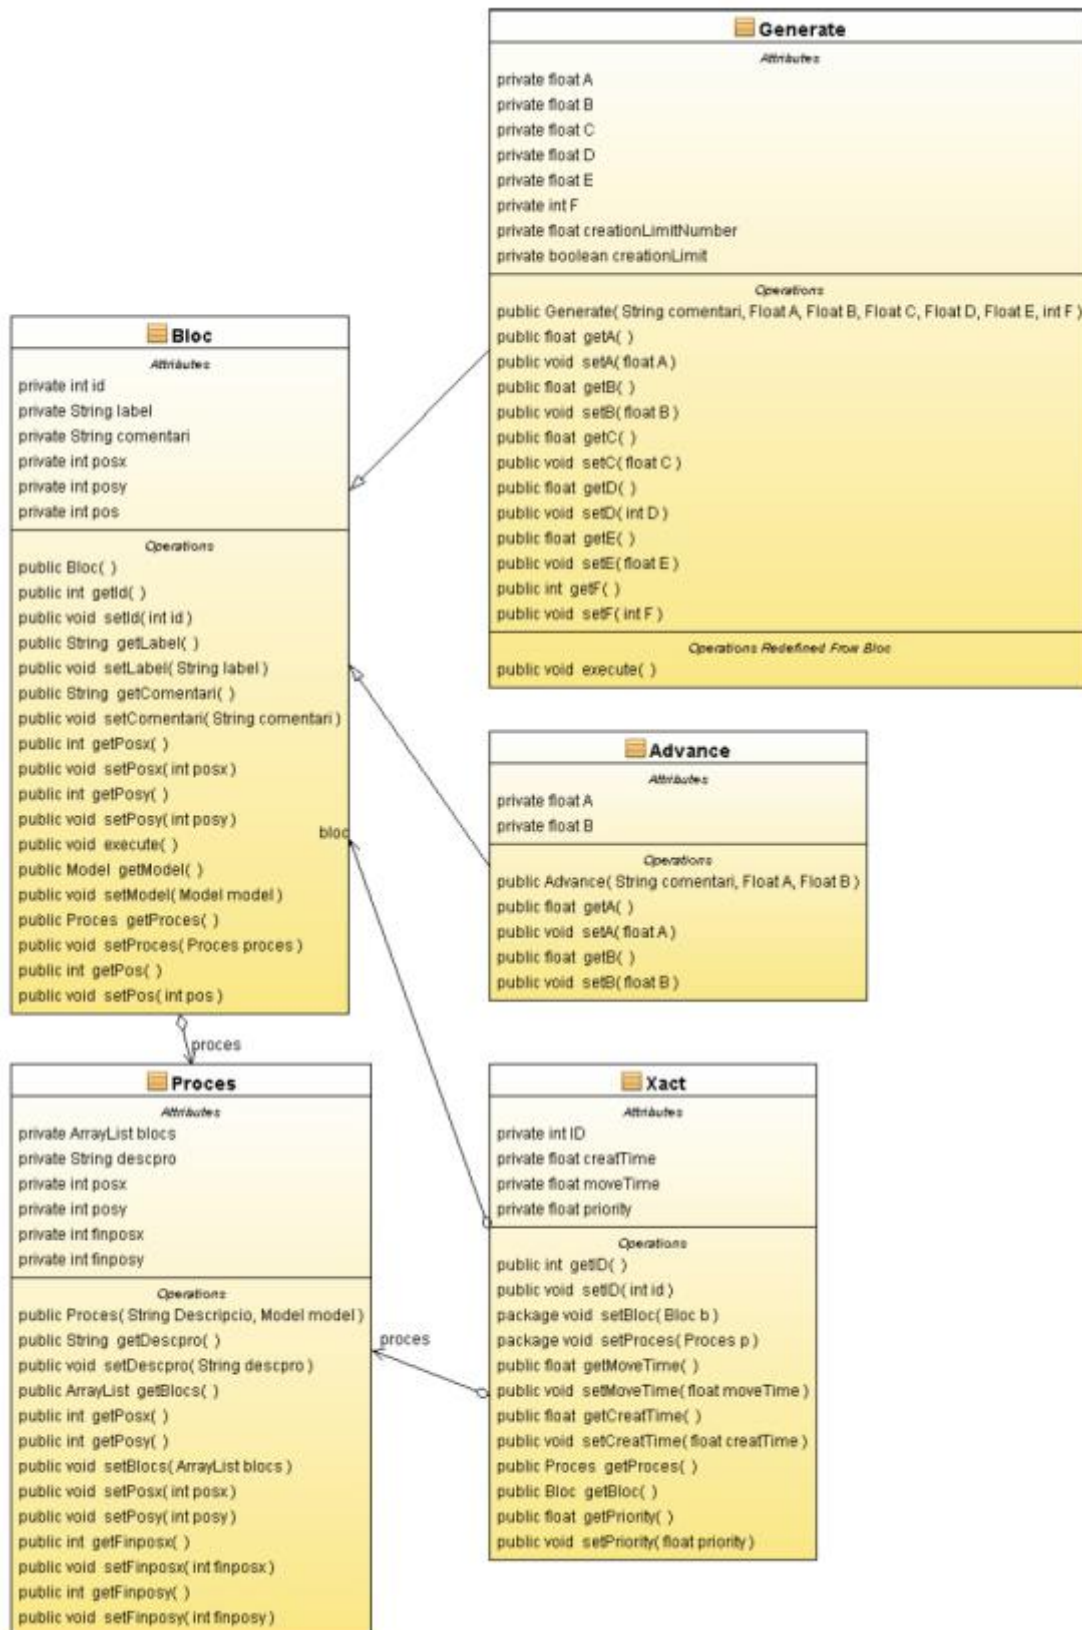 Generate
Attributes
private float A
private float B
private float C
private float D
private float E
private int F
private float creationLimitNumber
private boolean creationLimit
Operations
public Generate( String comentari, Float A, Float B, Float C, Float D, Float E, int F )
public float getA( )
public void setA( float A )
public float getB( )
public void setB( float B )
public float getC( )
public void setC( float C )
public float getD( )
public void setD( int D )
public float getE( )
public void setE( float E )
public int getF( )
public void setF( int F )
Operations Redefined From Bloc
public void execute( )
Bloc
Attributes
private int id
private String label
private String comentari
private int posx
private int posy
private int pos
Operations
public Bloc( )
public int getId( )
public void setId( int id )
public String getLabel( )
public void setLabel( String label )
public String getComentari( )
public void setComentari( String comentari )
public int getPosx( )
public void setPosx( int posx )
public int getPosy( )
public void setPosy( int posy )
public void execute( )
public Model getModel( )
public void setModel( Model model )
public Proces getProces( )
public void setProces( Proces proces )
public int getPos( )
public void setPos( int pos )
bloc
Advance
Attributes
private float A
private float B
Operations
public Advance( String comentari, Float A, Float B )
public float getA( )
public void setA( float A )
public float getB( )
public void setB( float B )
proces
Proces
Attributes
private ArrayList blocs
private String descpro
private int posx
private int posy
private int finposx
private int finposy
Operations
public Proces( String Descripcio, Model model )
public String getDescpro( )
public void setDescpro( String descpro )
public ArrayList getBlocs( )
public int getPosx( )
public int getPosy( )
public void setBlocs( ArrayList blocs )
public void setPosx( int posx )
public void setPosy( int posy )
public int getFinposx( )
public void setFinposx( int finposx )
public int getFinposy( )
public void setFinposy( int finposy )
proces
Xact
Attributes
private int ID
private float creatTime
private float moveTime
private float priority
Operations
public int getID( )
public void setID( int id )
package void setBloc( Bloc b )
package void setProces( Proces p )
public float getMoveTime( )
public void setMoveTime( float moveTime )
public float getCreatTime( )
public void setCreatTime( float creatTime )
public Proces getProces( )
public Bloc getBloc( )
public float getPriority( )
public void setPriority( float priority )